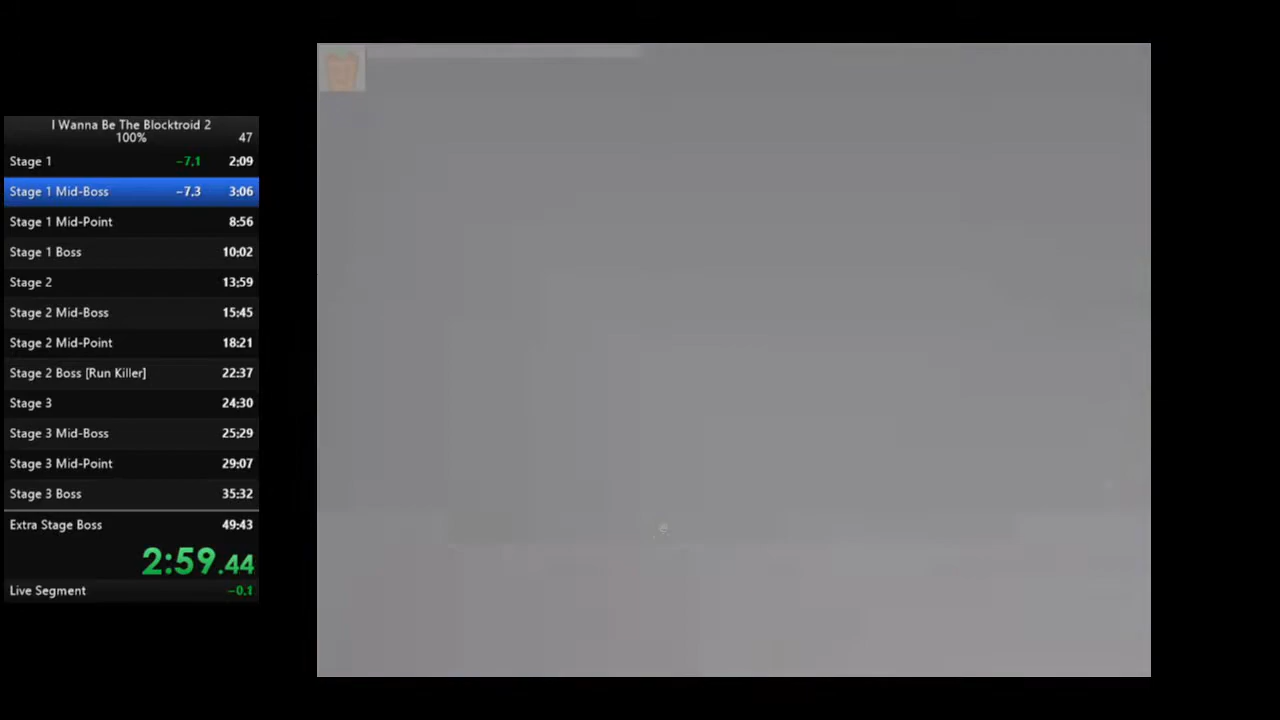 I Wanna Be The Blocktroid 2
100% 47
Stage 1 −7.1 2:09
Stage 1 Mid-Boss −7.3 3:06
Stage 1 Mid-Point 8:56
Stage 1 Boss 10:02
Stage 2 13:59
Stage 2 Mid-Boss 15:45
Stage 2 Mid-Point 18:21
Stage 2 Boss [Run Killer] 22:37
Stage 3 24:30
Stage 3 Mid-Boss 25:29
Stage 3 Mid-Point 29:07
Stage 3 Boss 35:32
Extra Stage Boss 49:43
2:59.44
Live Segment −0.1